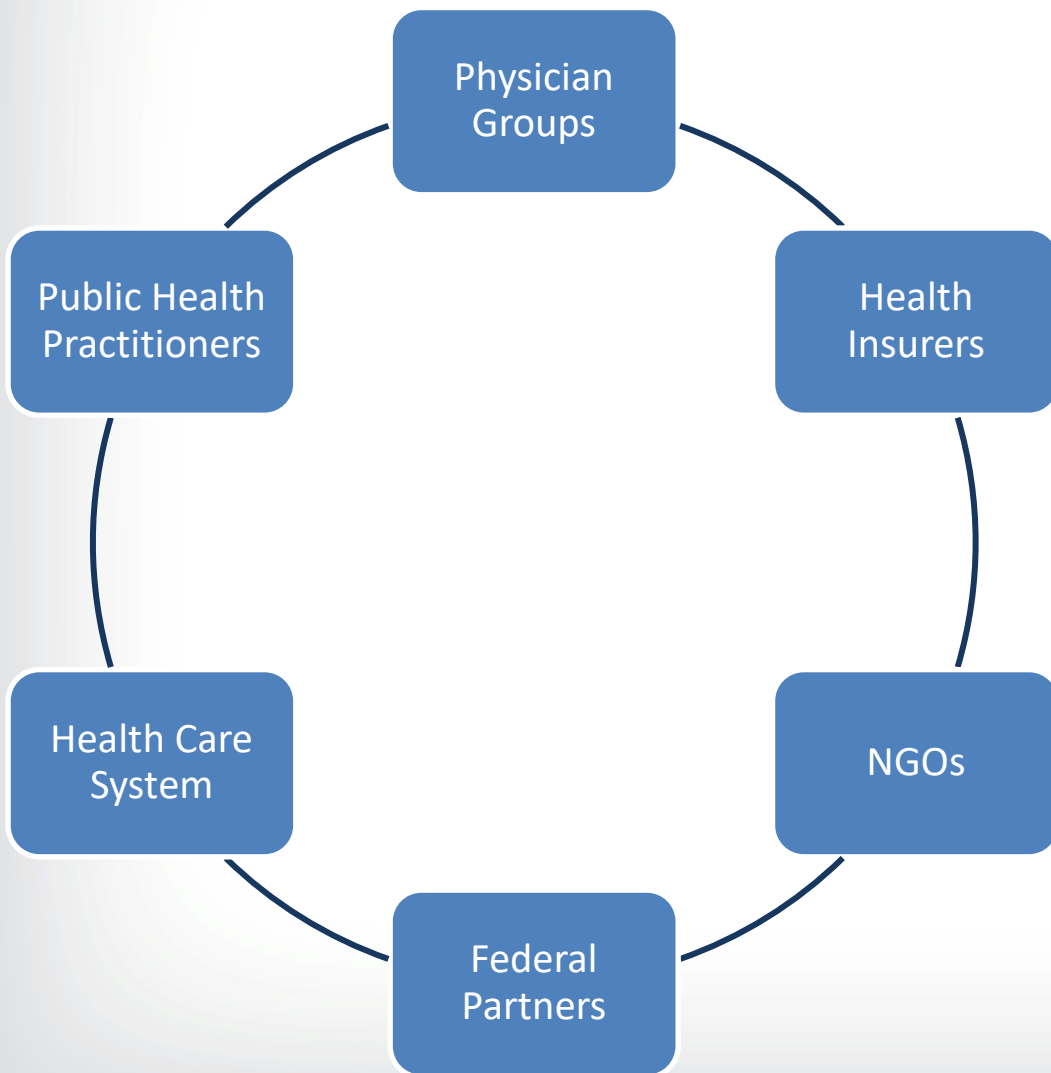 Physician
Groups
Health
Insurers
NGOs
Federal
Partners
Health Care
System
Public Health
Practitioners